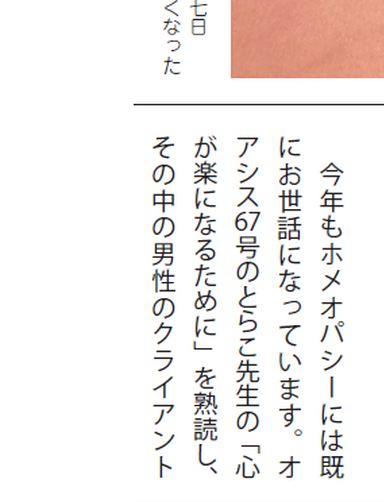 七日
くなった
今年もホメオパシーには既
にお世話になっています。オ
アシス67号のとらこ先生の「心
が楽になるために」を熟読し、
その中の男性のクライアント